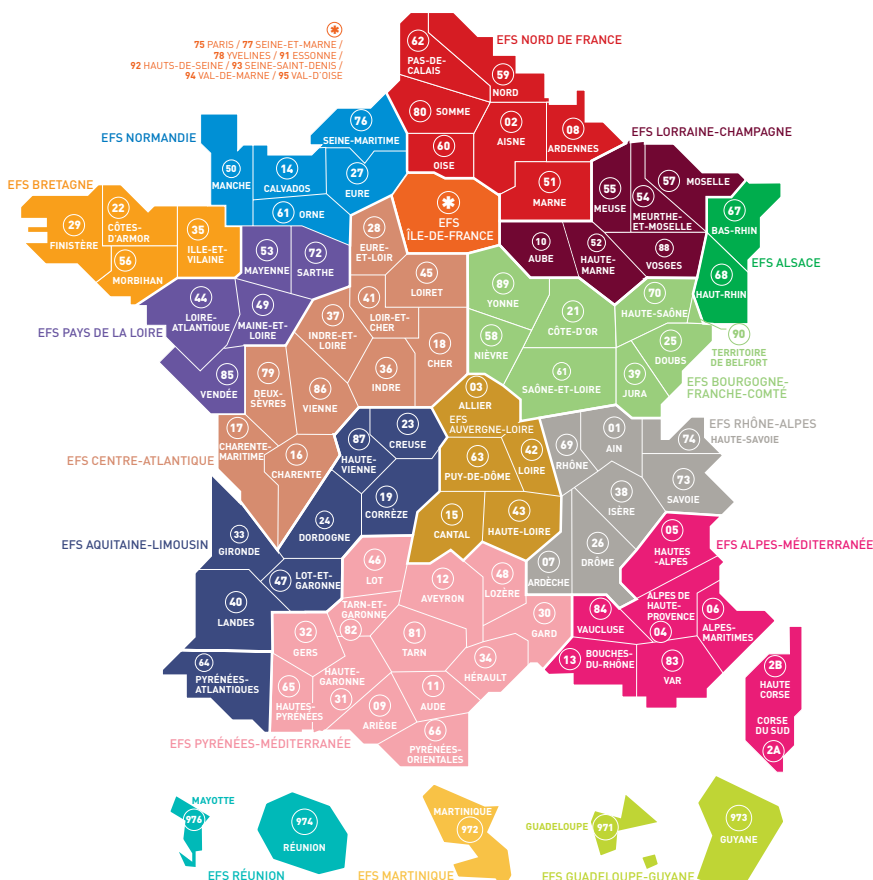 *
75 PARIS / 77 SEINE-ET-MARNE /
78 YVELINES / 91 ESSONNE /
92 HAUTS-DE-SEINE / 93 SEINE-SAINT-DENIS /
94 VAL-DE-MARNE / 95 VAL-D'OISE
EFS NORD DE FRANCE
62
PAS-DE-
CALAIS
59
NORD
80 SOMME
02
AISNE
08
ARDENNES
60
OISE
51
MARNE
EFS NORMANDIE
76
SEINE-MARITIME
50
MANCHE
14
CALVADOS
27
EURE
61 ORNE
*
EFS
ÎLE-DE-FRANCE
EFS LORRAINE-CHAMPAGNE
55
MEUSE
57 MOSELLE
54
MEURTHE-
ET-MOSELLE
10
AUBE
52
HAUTE-
MARNE
88
VOSGES
67
BAS-RHIN
EFS ALSACE
68
HAUT-RHIN
EFS BRETAGNE
29
FINISTÈRE
22
CÔTES-
D'ARMOR
35
ILLE-ET-
VILAINE
56
MORBIHAN
53
MAYENNE
72
SARTHE
44
LOIRE-
ATLANTIQUE
49
MAINE-ET-
LOIRE
EFS PAYS DE LA LOIRE
85
VENDÉE
28
EURE-
ET-LOIR
45
LOIRET
41
LOIR-ET-
CHER
37
INDRE-ET-
LOIRE
18
CHER
36
INDRE
79
DEUX-
SÈVRES
86
VIENNE
17
CHARENTE-
MARITIME
16
CHARENTE
EFS CENTRE-ATLANTIQUE
89
YONNE
21
CÔTE-D'OR
58
NIÈVRE
61
SAÔNE-ET-LOIRE
70
HAUTE-SAÔNE
25
DOUBS
39
JURA
90
TERRITOIRE
DE BELFORT
EFS BOURGOGNE-
FRANCHE-COMTÉ
03
ALLIER
EFS
AUVERGNE-LOIRE
63
PUY-DE-DÔME
42
LOIRE
15
CANTAL
43
HAUTE-LOIRE
EFS RHÔNE-ALPES
74 HAUTE-SAVOIE
01
AIN
69
RHÔNE
73
SAVOIE
38
ISÈRE
26
DRÔME
07
ARDÈCHE
87
HAUTE-
VIENNE
23
CREUSE
19
CORRÈZE
24
DORDOGNE
EFS AQUITAINE-LIMOUSIN
33
GIRONDE
47 LOT-ET-
GARONNE
40
LANDES
64
PYRÉNÉES-
ATLANTIQUES
46
LOT
12
AVEYRON
48
LOZÈRE
TARN-ET-
GARONNE
82
32
GERS
81
TARN
30
GARD
34
HÉRAULT
65
HAUTES-
PYRÉNÉES
HAUTE-
GARONNE
31
09
ARIÈGE
11
AUDE
66
PYRÉNÉES-
ORIENTALES
EFS PYRÉNÉES-MÉDITERRANÉE
05
HAUTES
-ALPES
EFS ALPES-MÉDITERRANÉE
84
VAUCLUSE
ALPES DE
HAUTE-
PROVENCE
04
06
ALPES-
MARITIMES
13 BOUCHES-
DU-RHÔNE
83
VAR
2B
HAUTE
CORSE
CORSE
DU SUD
2A
MAYOTTE
976
974
RÉUNION
EFS RÉUNION
MARTINIQUE
972
EFS MARTINIQUE
GUADELOUPE 971
973
GUYANE
EFS GUADELOUPE-GUYANE